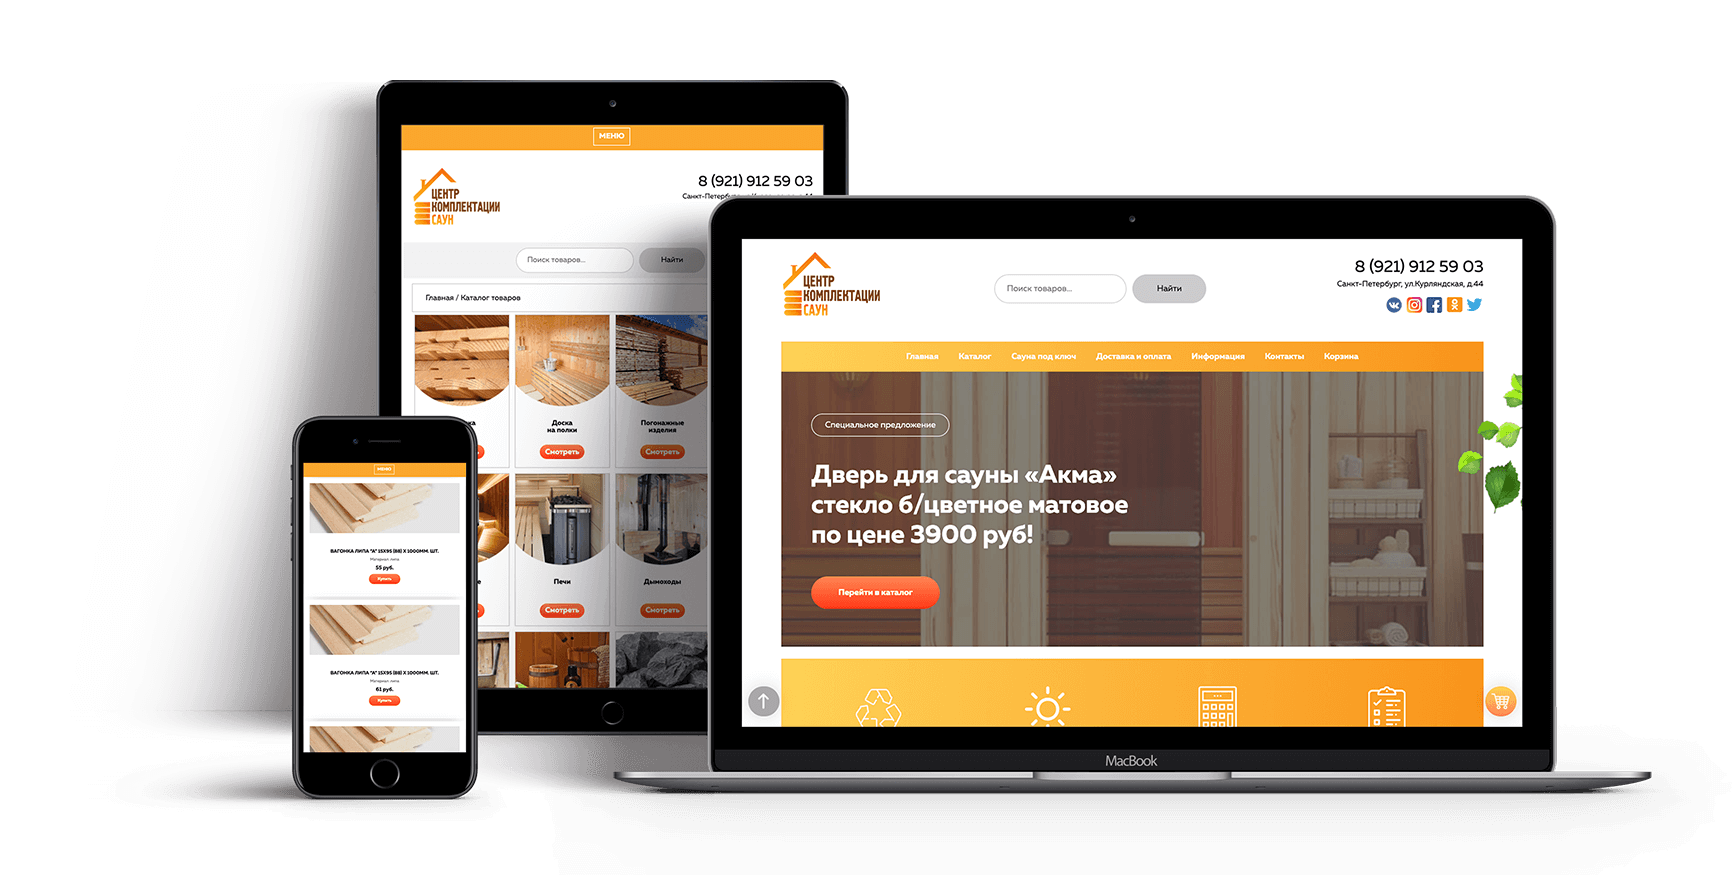 МЕНЮ
ЦЕНТР
КОМПЛЕКТАЦИИ
САУН
8 (921) 912 59 03
Поиск товаров...
Найти
Главная / Каталог товаров
Доска
на полки
Смотреть
Погонажные
изделия
Смотреть
Печи
Смотреть
Дымоходы
Смотреть
МЕНЮ
ВАГОНКА ЛИПА "А" 15Х95 (88) Х 1000ММ. ШТ.
Материал: липа
55 руб.
Купить
ВАГОНКА ЛИПА "А" 15Х95 (88) Х 1000ММ. ШТ.
Материал: липа
61 руб.
Купить
ЦЕНТР
КОМПЛЕКТАЦИИ
САУН
Поиск товаров...
Найти
8 (921) 912 59 03
Санкт-Петербург, ул.Курляндская, д.44
Главная Каталог Сауна под ключ Доставка и оплата Информация Контакты Корзина
Специальное предложение
Дверь для сауны «Акма»
стекло б/цветное матовое
по цене 3900 руб!
Перейти в каталог
MacBook